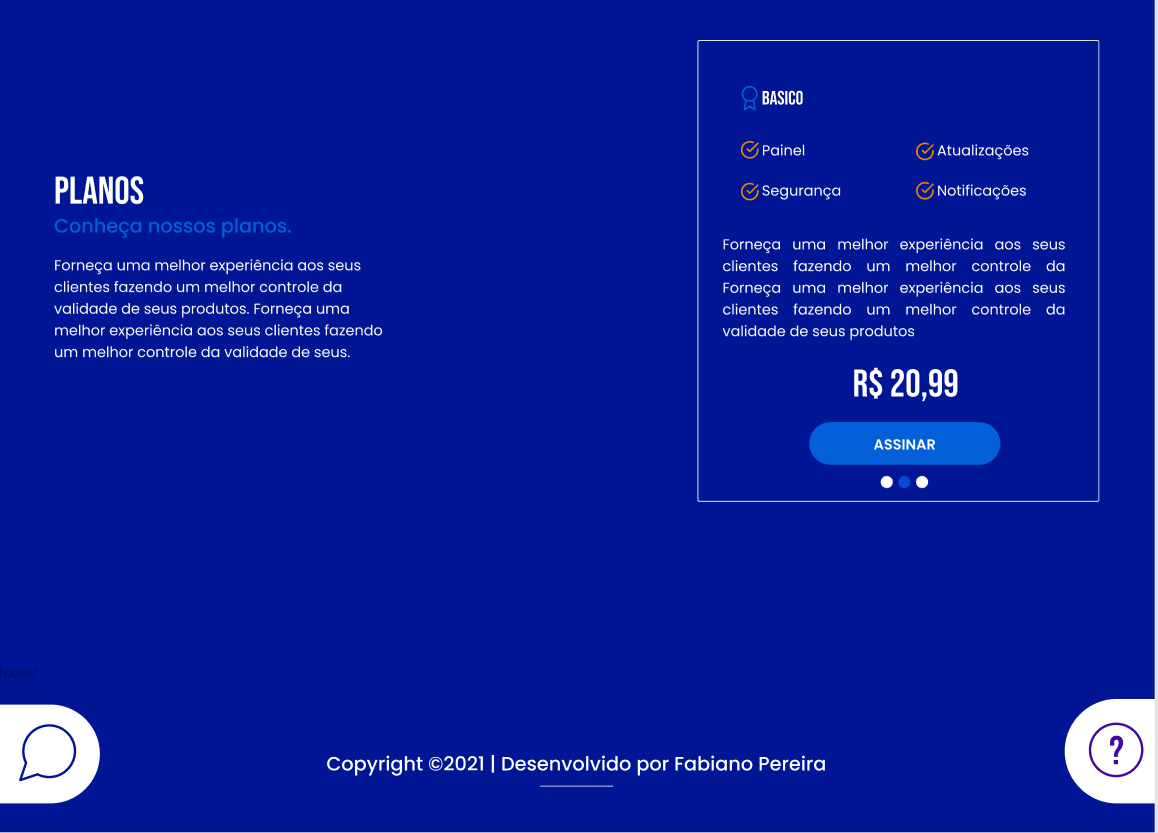 PLANOS
Conheça nossos planos.
Forneça uma melhor experiência aos seus
clientes fazendo um melhor controle da
validade de seus produtos. Forneça uma
melhor experiência aos seus clientes fazendo
um melhor controle da validade de seus.
BASICO
Painel
Atualizações
Segurança
Notificações
Forneça uma melhor experiência aos seus
clientes fazendo um melhor controle da
Forneça uma melhor experiência aos seus
clientes fazendo um melhor controle da
validade de seus produtos
R$ 20,99
ASSINAR
footer
Copyright ©2021 | Desenvolvido por Fabiano Pereira
?